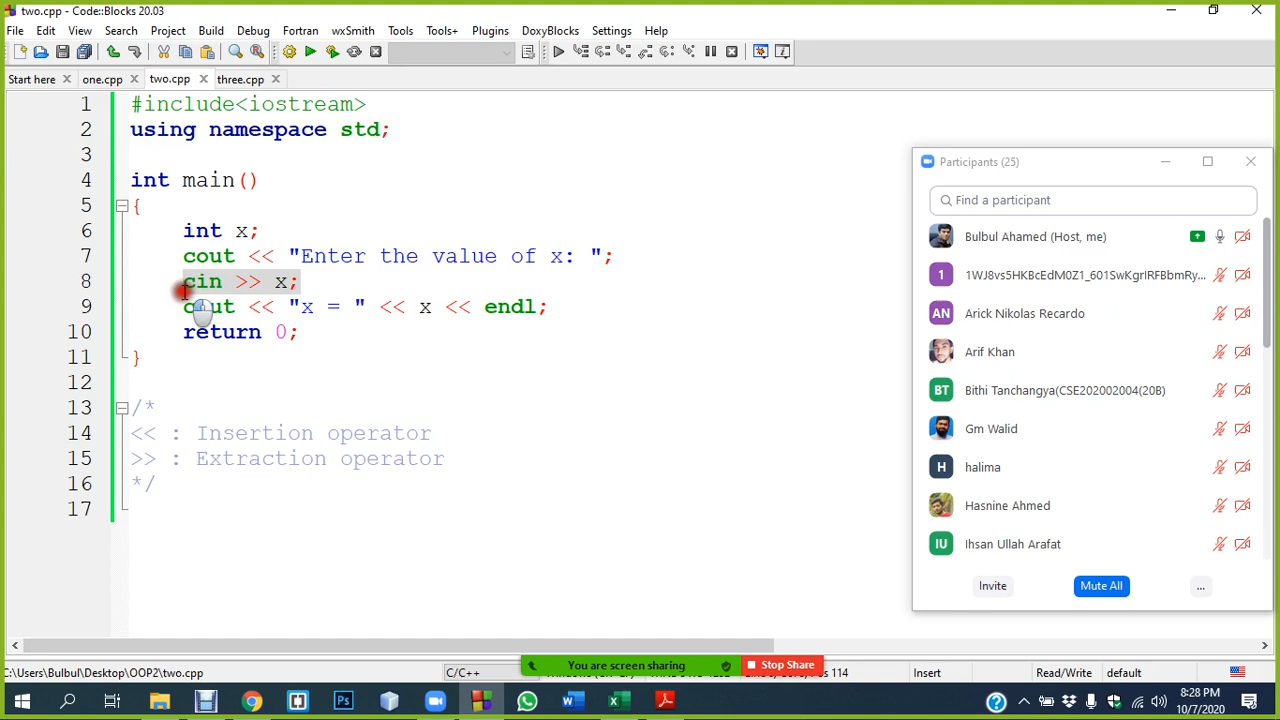 two.cpp - Code::Blocks 20.03
File Edit View Search Project Build Debug Fortran wxSmith Tools Tools+ Plugins DoxyBlocks Settings Help
Start here one.cpp two.cpp three.cpp
1 #include<iostream>
2 using namespace std;
3
4 int main()
5 {
6 int x;
7 cout << "Enter the value of x: ";
8 cin >> x;
9 cout << "x = " << x << endl;
10 return 0;
11 }
12
13 /*
14 << : Insertion operator
15 >> : Extraction operator
16 */
17
Participants (25)
Find a participant
Bulbul Ahamed (Host, me)
1 1WJ8vs5HKBcEdM0Z1_601SwKgrIRFBbmRy...
AN Arick Nikolas Recardo
Arif Khan
BT Bithi Tanchangya(CSE202002004(20B)
Gm Walid
H halima
Hasnine Ahmed
IU Ihsan Ullah Arafat
Invite Mute All ...
C:\Users\Bulbul\Desktop\OOP2\two.cpp C/C++ Insert Read/Write default
You are screen sharing Stop Share
8:28 PM
10/7/2020